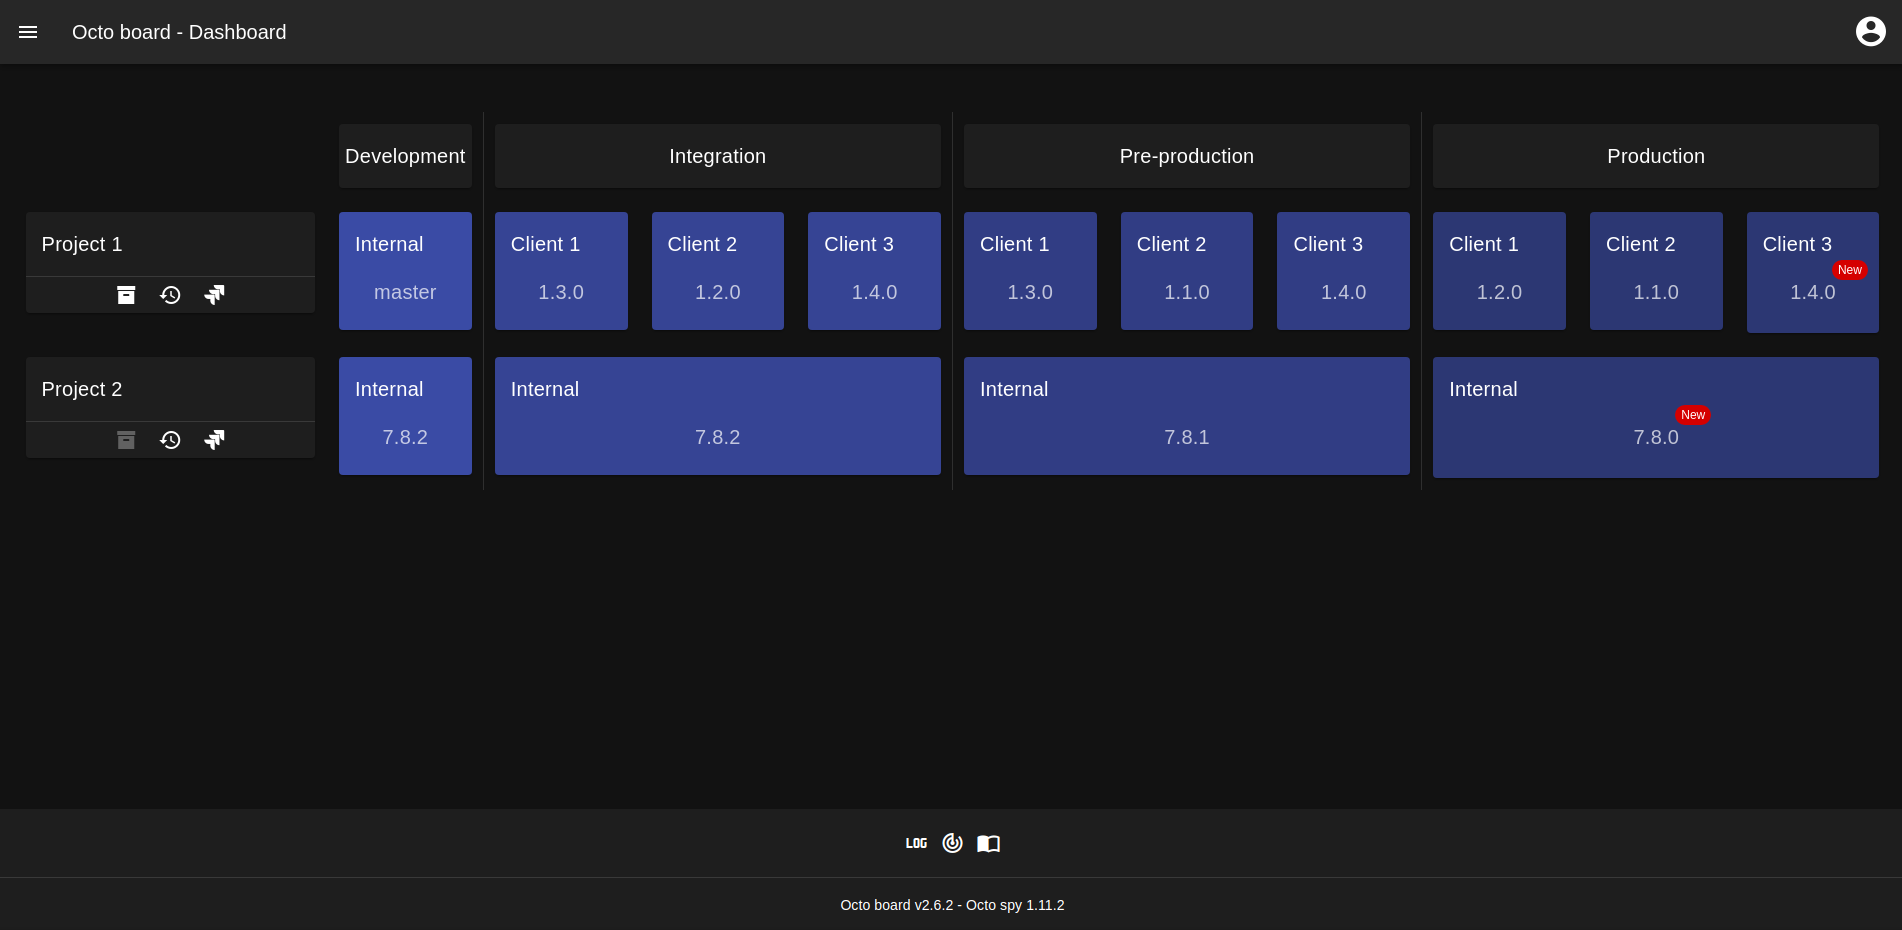 Octo board - Dashboard
Development Integration Pre-production Production
Project 1
Internal Client 1 Client 2 Client 3 Client 1 Client 2 Client 3 Client 1 Client 2 Client 3
New
master 1.3.0 1.2.0 1.4.0 1.3.0 1.1.0 1.4.0 1.2.0 1.1.0 1.4.0
Project 2
Internal Internal Internal Internal
New
7.8.2 7.8.2 7.8.1 7.8.0
LOG
Octo board v2.6.2 - Octo spy 1.11.2